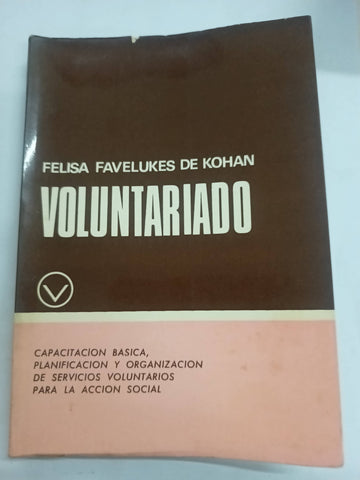 FELISA FAVELUKES DE KOHAN
VOLUNTARIADO
V
CAPACITACION BASICA,
PLANIFICACION Y ORGANIZACION
DE SERVICIOS VOLUNTARIOS
PARA LA ACCION SOCIAL